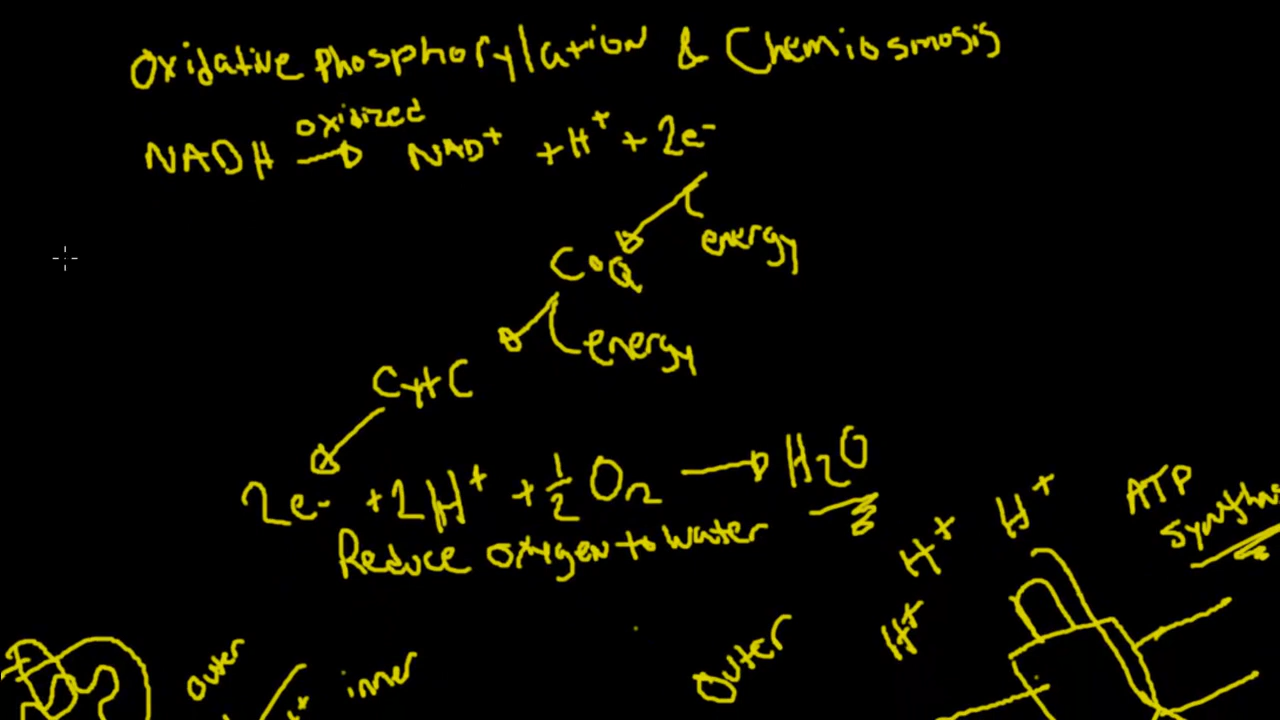 Oxidative Phosphorylation & Chemiosmosis
oxidized
NADH → NAD+ + H+ + 2e-
energy
CoQ
energy
Cyt C
2e- + 2H+ + 1/2 O2 → H2O
Reduce oxygen to water
H+
H+
H+
ATP
outer
inner
Outer